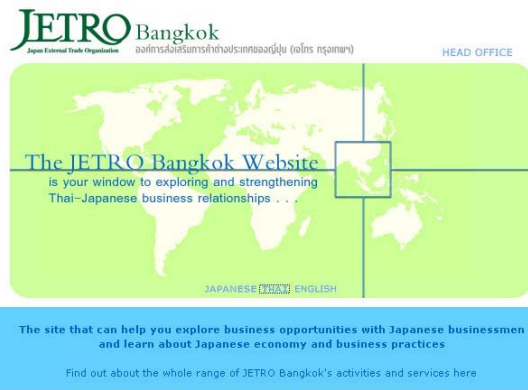 JETRO Bangkok
Japan External Trade Organization
องค์การส่งเสริมการค้าต่างประเทศของญี่ปุ่น (เจโทร กรุงเทพฯ)
HEAD OFFICE
The JETRO Bangkok Website
is your window to exploring and strengthening
Thai-Japanese business relationships . . .
JAPANESE THAI ENGLISH
The site that can help you explore business opportunities with Japanese businessmen
and learn about Japanese economy and business practices
Find out about the whole range of JETRO Bangkok's activities and services here